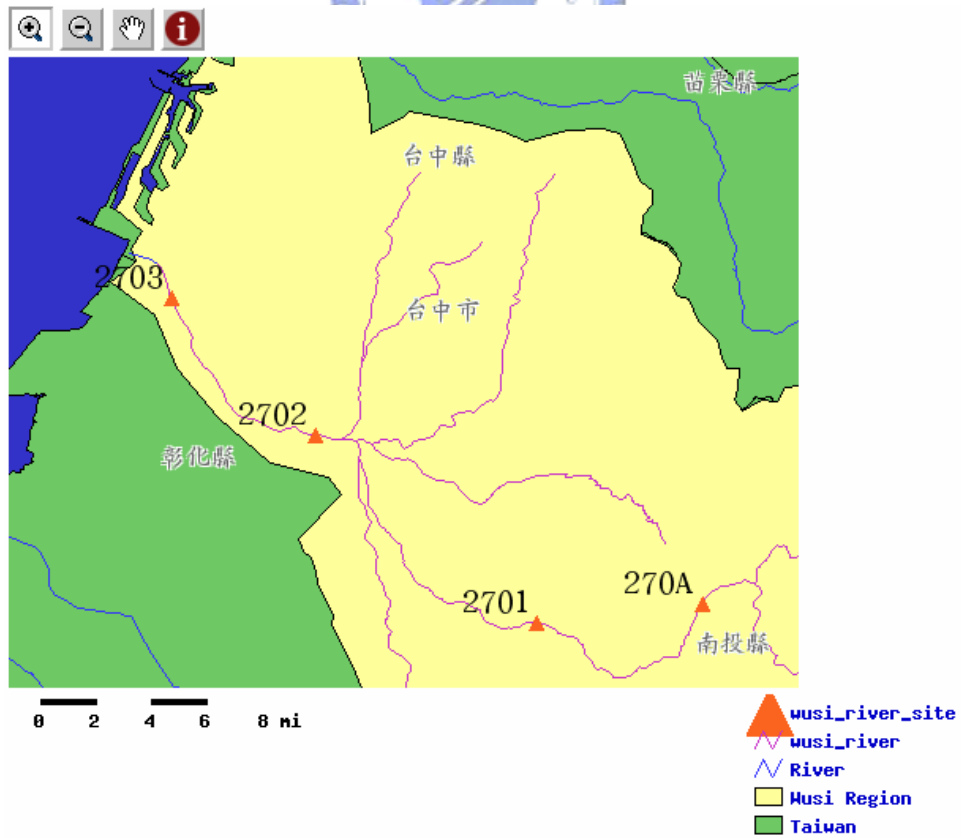 苗栗縣
台中縣
2703
台中市
2702
彰化縣
2701
270A
南投縣
0 2 4 6 8 mi
wusi_river_site
wusi_river
River
Wusi Region
Taiwan